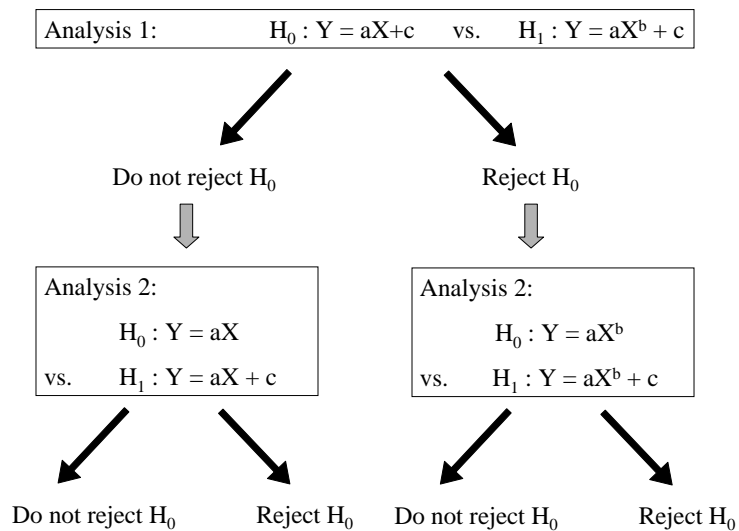 Analysis 1: H₀ : Y = aX+c vs. H₁ : Y = aXᵇ + c
Do not reject H₀ Reject H₀
Analysis 2:
H₀ : Y = aX
vs. H₁ : Y = aX + c
Analysis 2:
H₀ : Y = aXᵇ
vs. H₁ : Y = aXᵇ + c
Do not reject H₀ Reject H₀ Do not reject H₀ Reject H₀